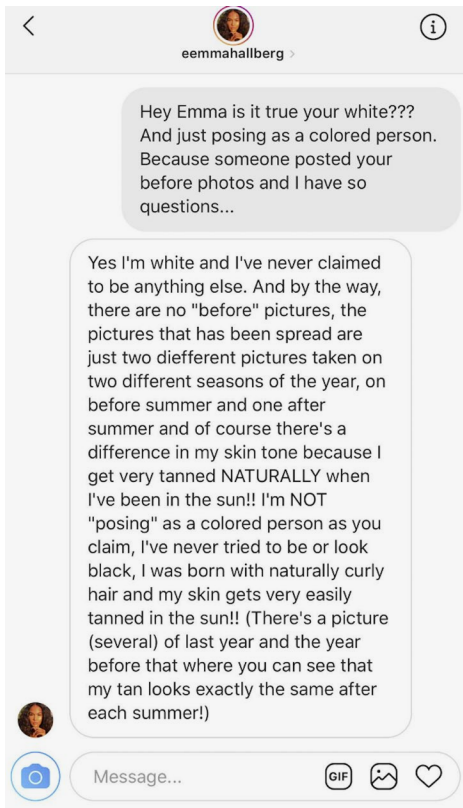 eemmahallberg
Hey Emma is it true your white???
And just posing as a colored person.
Because someone posted your
before photos and I have so
questions...
Yes I'm white and I've never claimed
to be anything else. And by the way,
there are no "before" pictures, the
pictures that has been spread are
just two diefferent pictures taken on
two different seasons of the year, on
before summer and one after
summer and of course there's a
difference in my skin tone because I
get very tanned NATURALLY when
I've been in the sun!! I'm NOT
"posing" as a colored person as you
claim, I've never tried to be or look
black, I was born with naturally curly
hair and my skin gets very easily
tanned in the sun!! (There's a picture
(several) of last year and the year
before that where you can see that
my tan looks exactly the same after
each summer!)
Message...
GIF